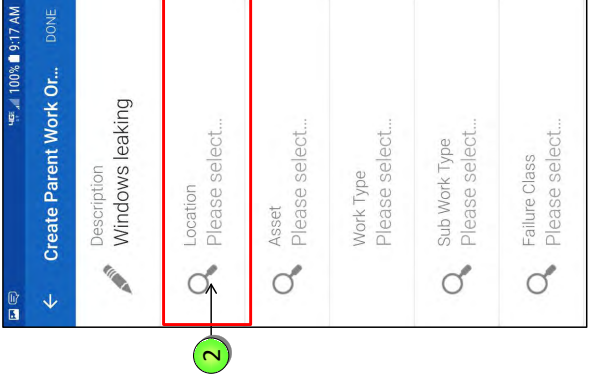 100% 9:17 AM
Create Parent Work Or... DONE
Description
Windows leaking
Location
Please select...
2
Asset
Please select...
Work Type
Please select...
Sub Work Type
Please select...
Failure Class
Please select...